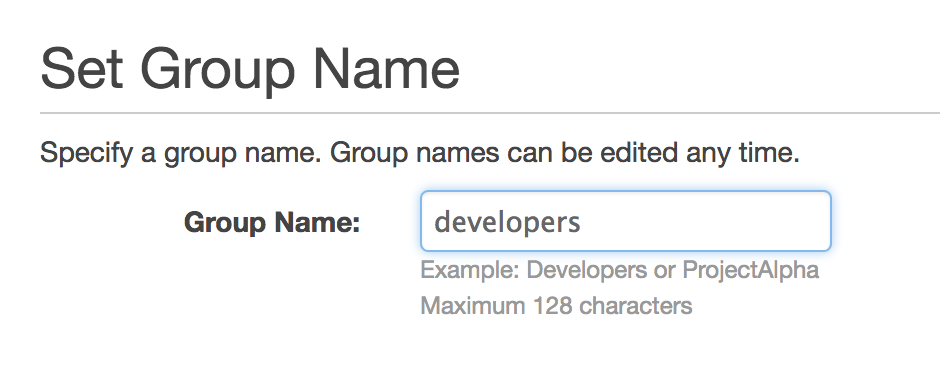 Set Group Name
Specify a group name. Group names can be edited any time.
Group Name: developers
Example: Developers or ProjectAlpha
Maximum 128 characters